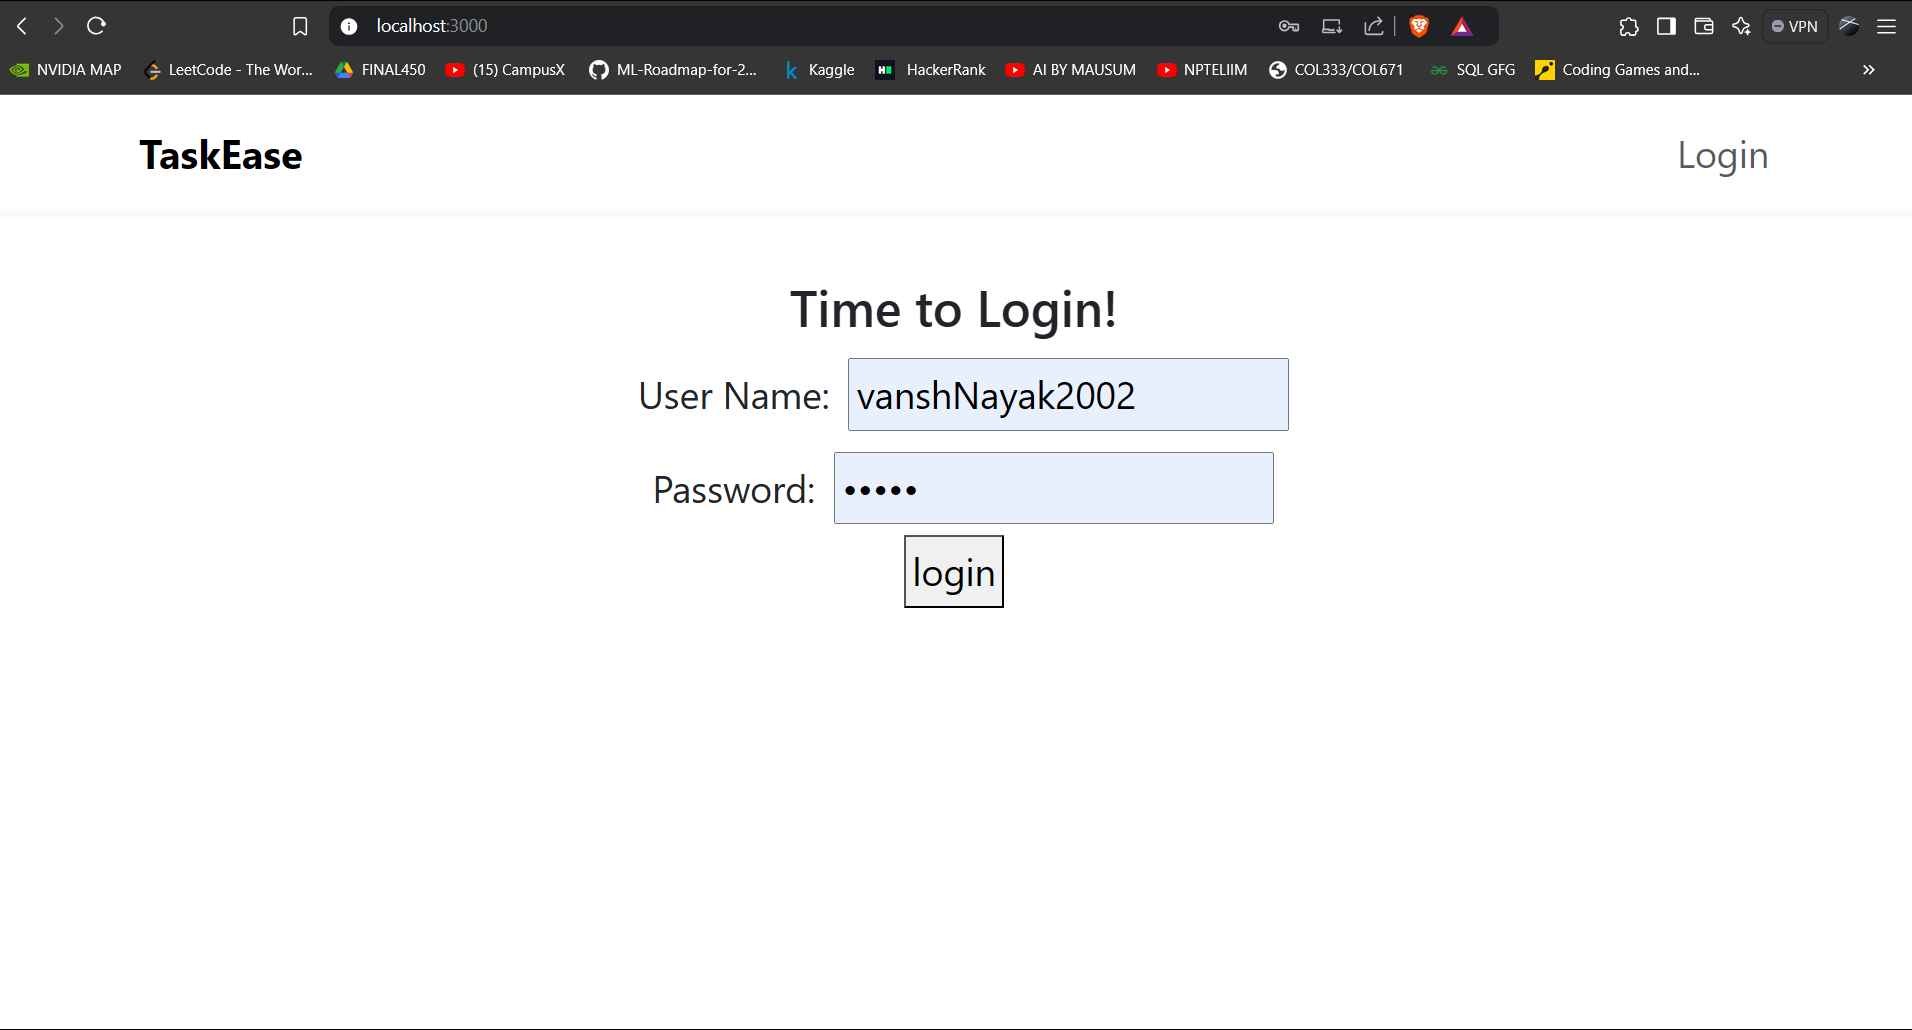 localhost:3000
VPN
NVIDIA MAP
LeetCode - The Wor...
FINAL450
(15) CampusX
ML-Roadmap-for-2...
Kaggle
HackerRank
AI BY MAUSUM
NPTELIIM
COL333/COL671
SQL GFG
Coding Games and...
TaskEase
Login
Time to Login!
User Name: vanshNayak2002
Password: •••••
login